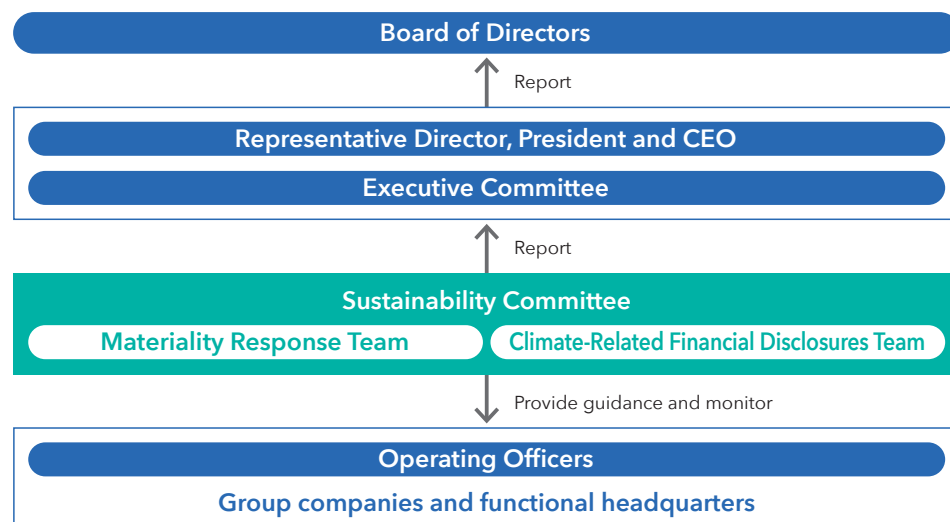 Board of Directors
Report
Representative Director, President and CEO
Executive Committee
Report
Sustainability Committee
Materiality Response Team
Climate-Related Financial Disclosures Team
Provide guidance and monitor
Operating Officers
Group companies and functional headquarters